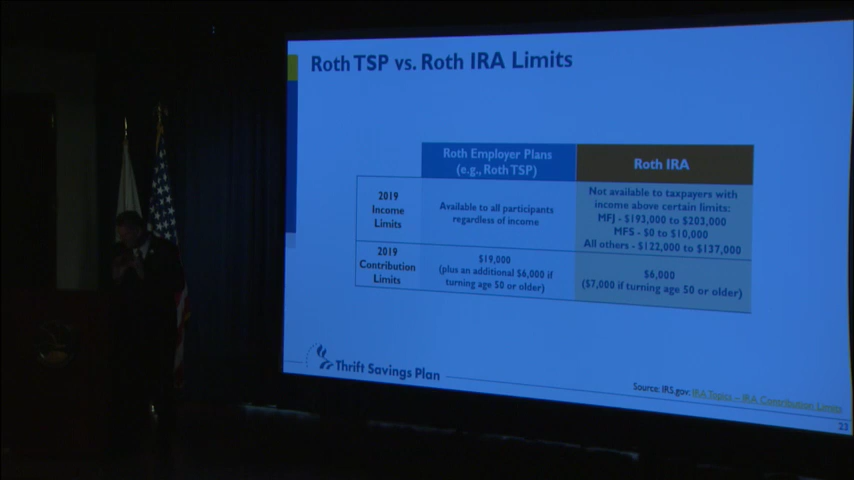 Roth TSP vs. Roth IRA Limits
Roth Employer Plans
(e.g., Roth TSP)
Roth IRA
2019
Income
Limits
Available to all participants
regardless of income
Not available to taxpayers with
income above certain limits:
MFJ - $193,000 to $203,000
MFS - $0 to $10,000
All others - $122,000 to $137,000
2019
Contribution
Limits
$19,000
(plus an additional $6,000 if
turning age 50 or older)
$6,000
($7,000 if turning age 50 or older)
Thrift Savings Plan
Source: IRS.gov: IRA Topics – IRA Contribution Limits
23